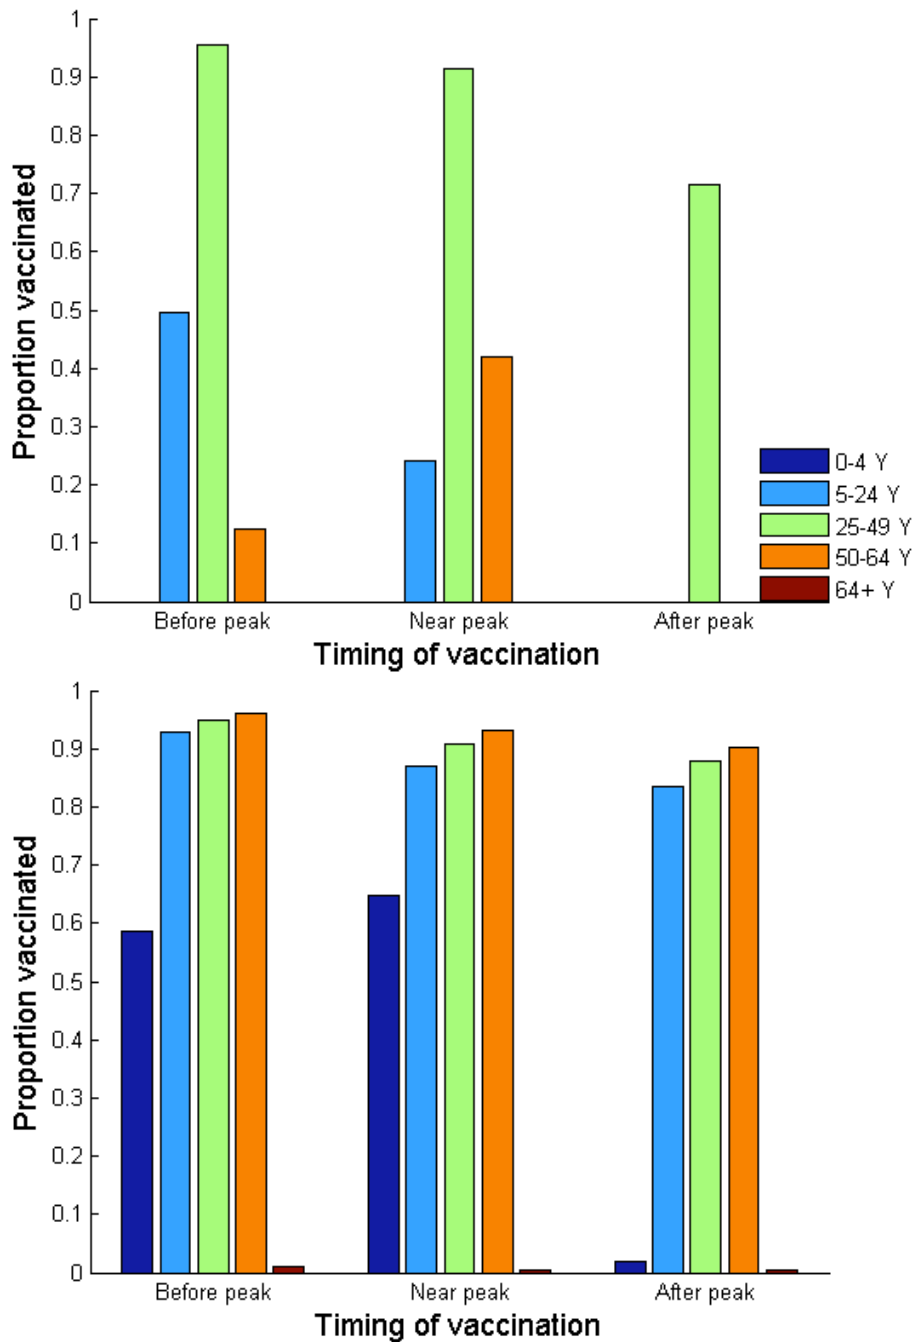 1
0.9
0.8
0.7
0.6
0.5
0.4
0.3
0.2
0.1
0
Proportion vaccinated
Before peak Near peak After peak
Timing of vaccination
0-4 Y
5-24 Y
25-49 Y
50-64 Y
64+ Y
1
0.9
0.8
0.7
0.6
0.5
0.4
0.3
0.2
0.1
0
Proportion vaccinated
Before peak Near peak After peak
Timing of vaccination